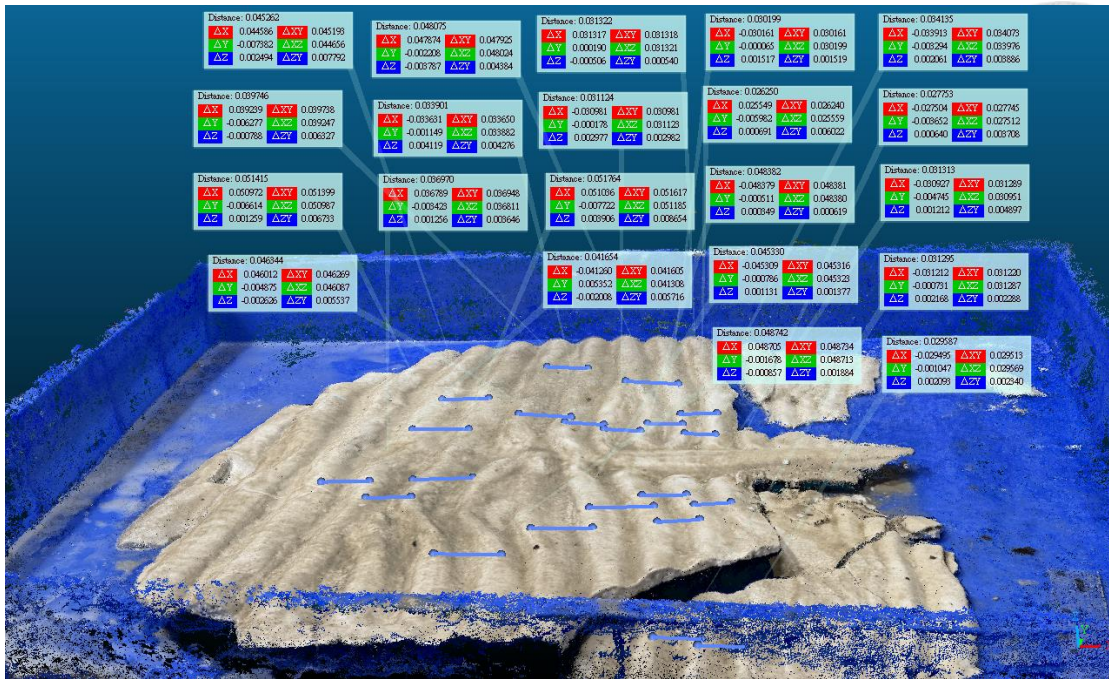 Distance: 0.045262
ΔX 0.044586 ΔXY 0.045193
ΔY -0.007382 ΔXZ 0.044656
ΔZ 0.002494 ΔZY 0.007792
Distance: 0.048075
ΔX 0.047874 ΔXY 0.047925
ΔY -0.002208 ΔXZ 0.048024
ΔZ -0.003787 ΔZY 0.004384
Distance: 0.031322
ΔX 0.031317 ΔXY 0.031318
ΔY 0.000190 ΔXZ 0.031321
ΔZ -0.000506 ΔZY 0.000540
Distance: 0.030199
ΔX -0.030161 ΔXY 0.030161
ΔY -0.000065 ΔXZ 0.030199
ΔZ 0.001517 ΔZY 0.001519
Distance: 0.034135
ΔX -0.033913 ΔXY 0.034073
ΔY -0.003294 ΔXZ 0.033976
ΔZ 0.002061 ΔZY 0.003886
Distance: 0.039746
ΔX 0.039239 ΔXY 0.039738
ΔY -0.006277 ΔXZ 0.039247
ΔZ -0.000788 ΔZY 0.006327
Distance: 0.033901
ΔX -0.033631 ΔXY 0.033650
ΔY -0.001149 ΔXZ 0.033882
ΔZ 0.004119 ΔZY 0.004276
Distance: 0.031124
ΔX -0.030981 ΔXY 0.030981
ΔY -0.000178 ΔXZ 0.031123
ΔZ 0.002977 ΔZY 0.002982
Distance: 0.026250
ΔX 0.025549 ΔXY 0.026240
ΔY -0.005982 ΔXZ 0.025559
ΔZ 0.000691 ΔZY 0.006022
Distance: 0.027753
ΔX -0.027504 ΔXY 0.027745
ΔY -0.003652 ΔXZ 0.027512
ΔZ 0.000640 ΔZY 0.003708
Distance: 0.051415
ΔX 0.050972 ΔXY 0.051399
ΔY -0.006614 ΔXZ 0.050987
ΔZ 0.001259 ΔZY 0.006733
Distance: 0.036970
ΔX 0.036789 ΔXY 0.036948
ΔY -0.003423 ΔXZ 0.036811
ΔZ 0.001256 ΔZY 0.003646
Distance: 0.051764
ΔX 0.051036 ΔXY 0.051617
ΔY -0.007722 ΔXZ 0.051185
ΔZ 0.003906 ΔZY 0.008654
Distance: 0.048382
ΔX -0.048379 ΔXY 0.048381
ΔY -0.000511 ΔXZ 0.048380
ΔZ 0.000349 ΔZY 0.000619
Distance: 0.031313
ΔX -0.030927 ΔXY 0.031289
ΔY -0.004745 ΔXZ 0.030951
ΔZ 0.001212 ΔZY 0.004897
Distance: 0.046344
ΔX 0.046012 ΔXY 0.046269
ΔY -0.004875 ΔXZ 0.046087
ΔZ -0.002626 ΔZY 0.005537
Distance: 0.041654
ΔX -0.041260 ΔXY 0.041605
ΔY 0.005352 ΔXZ 0.041308
ΔZ -0.002008 ΔZY 0.005716
Distance: 0.045330
ΔX -0.045309 ΔXY 0.045316
ΔY -0.000786 ΔXZ 0.045323
ΔZ 0.001131 ΔZY 0.001377
Distance: 0.031295
ΔX -0.031212 ΔXY 0.031220
ΔY -0.000731 ΔXZ 0.031287
ΔZ 0.002168 ΔZY 0.002288
Distance: 0.048742
ΔX 0.048705 ΔXY 0.048734
ΔY -0.001678 ΔXZ 0.048713
ΔZ -0.000857 ΔZY 0.001884
Distance: 0.029587
ΔX -0.029495 ΔXY 0.029513
ΔY -0.001047 ΔXZ 0.029569
ΔZ 0.002093 ΔZY 0.002340